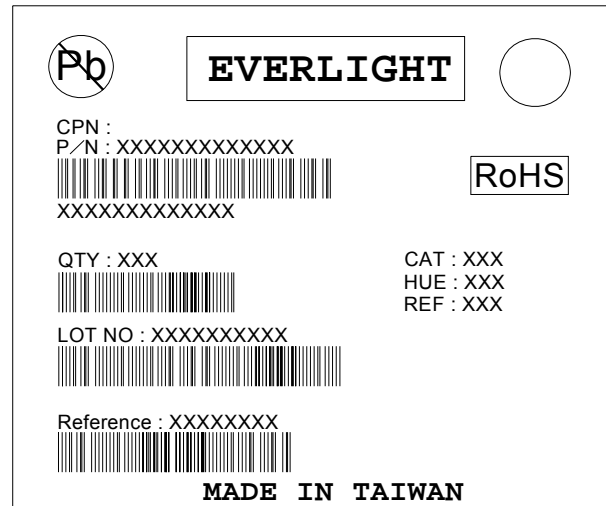 Pb
EVERLIGHT
CPN :
P/N : XXXXXXXXXXXXX
RoHS
XXXXXXXXXXXXX
QTY : XXX
CAT : XXX
HUE : XXX
REF : XXX
LOT NO : XXXXXXXXXX
Reference : XXXXXXXX
MADE IN TAIWAN